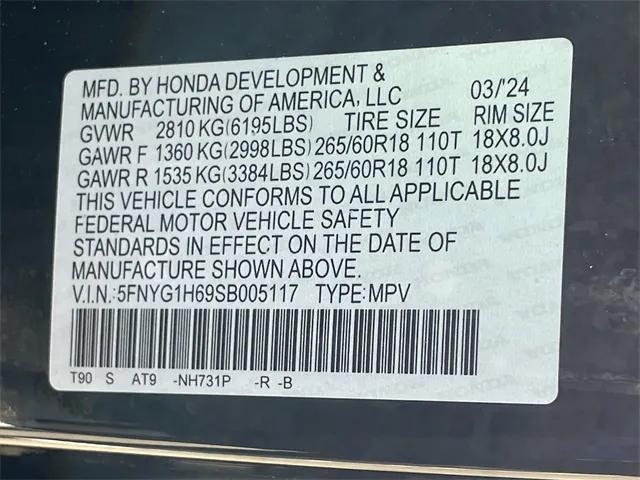 MFD. BY HONDA DEVELOPMENT &
MANUFACTURING OF AMERICA, LLC 03/'24
GVWR 2810 KG(6195LBS) TIRE SIZE RIM SIZE
GAWR F 1360 KG(2998LBS) 265/60R18 110T 18X8.0J
GAWR R 1535 KG(3384LBS) 265/60R18 110T 18X8.0J
THIS VEHICLE CONFORMS TO ALL APPLICABLE
FEDERAL MOTOR VEHICLE SAFETY
STANDARDS IN EFFECT ON THE DATE OF
MANUFACTURE SHOWN ABOVE.
V.I.N.:5FNYG1H69SB005117 TYPE:MPV
T90 S AT9 -NH731P -R -B